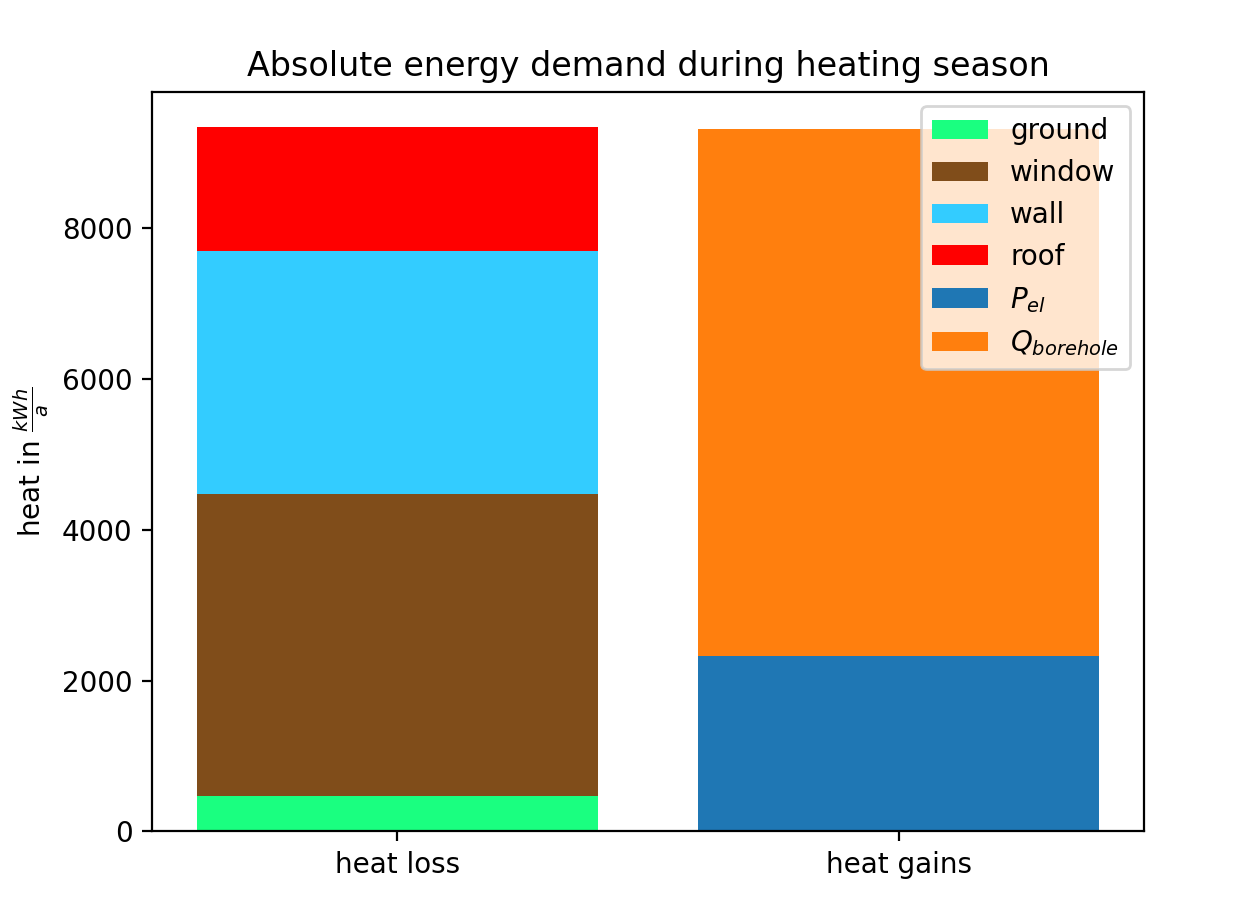 Absolute energy demand during heating season
heat in kWh/a
8000
6000
4000
2000
0
heat loss
heat gains
ground
window
wall
roof
P_el
Q_borehole